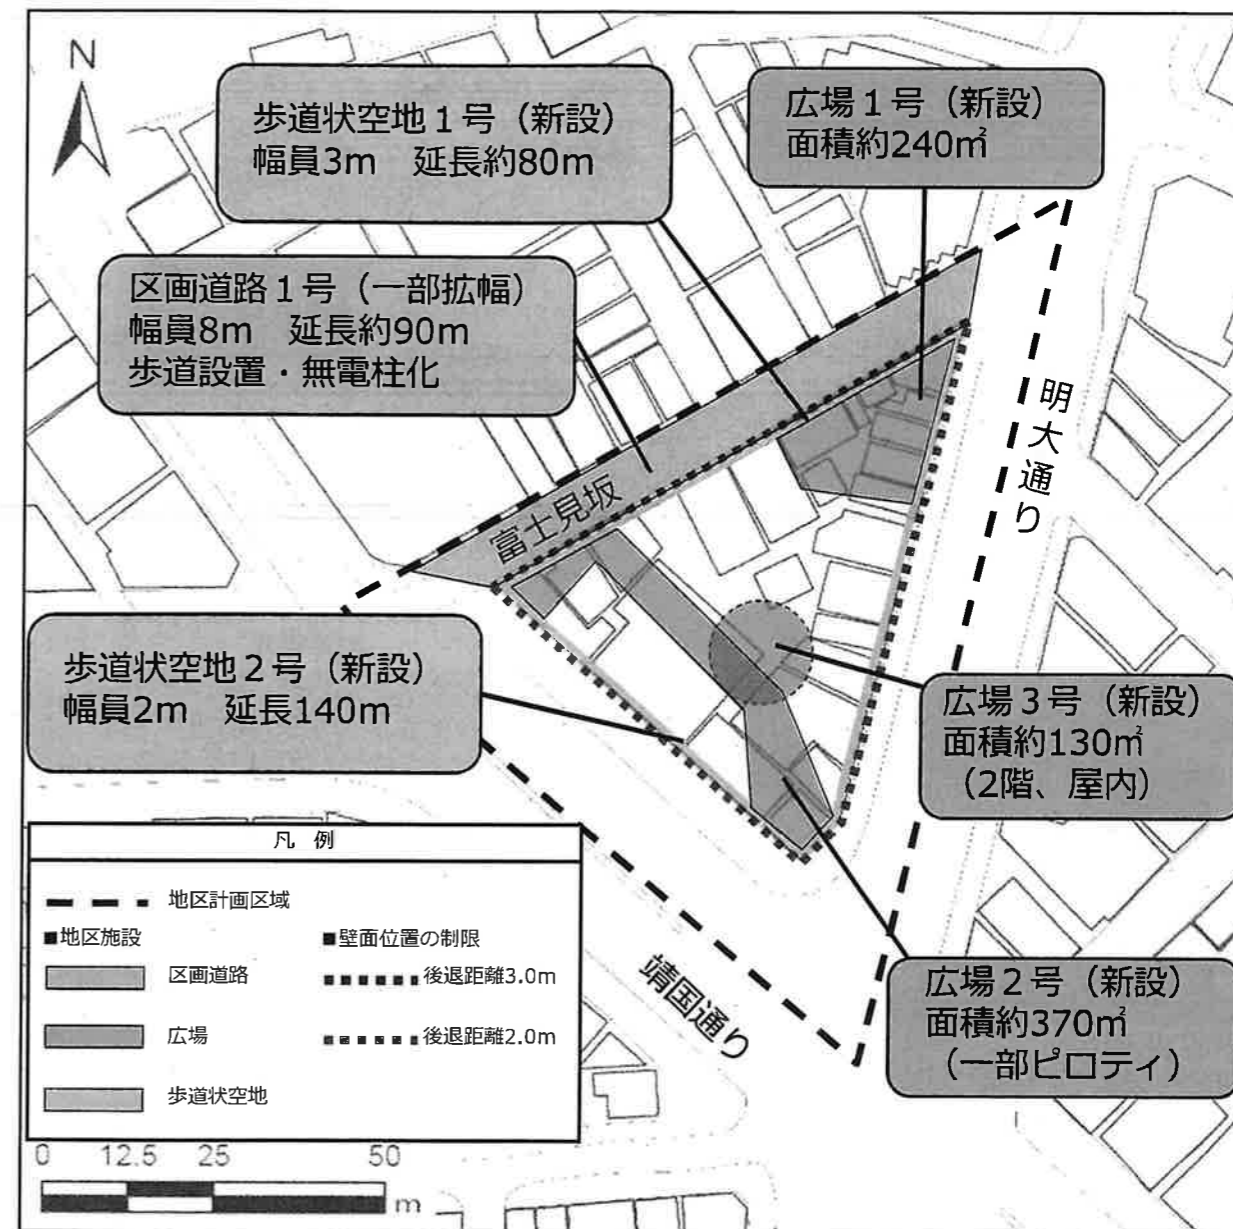 N
歩道状空地１号（新設）
幅員3m　延長約80m
広場１号（新設）
面積約240㎡
区画道路１号（一部拡幅）
幅員8m　延長約90m
歩道設置・無電柱化
明大通り
富士見坂
歩道状空地２号（新設）
幅員2m　延長140m
広場３号（新設）
面積約130㎡
（2階、屋内）
広場２号（新設）
面積約370㎡
（一部ピロティ）
靖国通り
凡 例
地区計画区域
■地区施設
■壁面位置の制限
区画道路
後退距離3.0m
広場
後退距離2.0m
歩道状空地
0 12.5 25 50
m